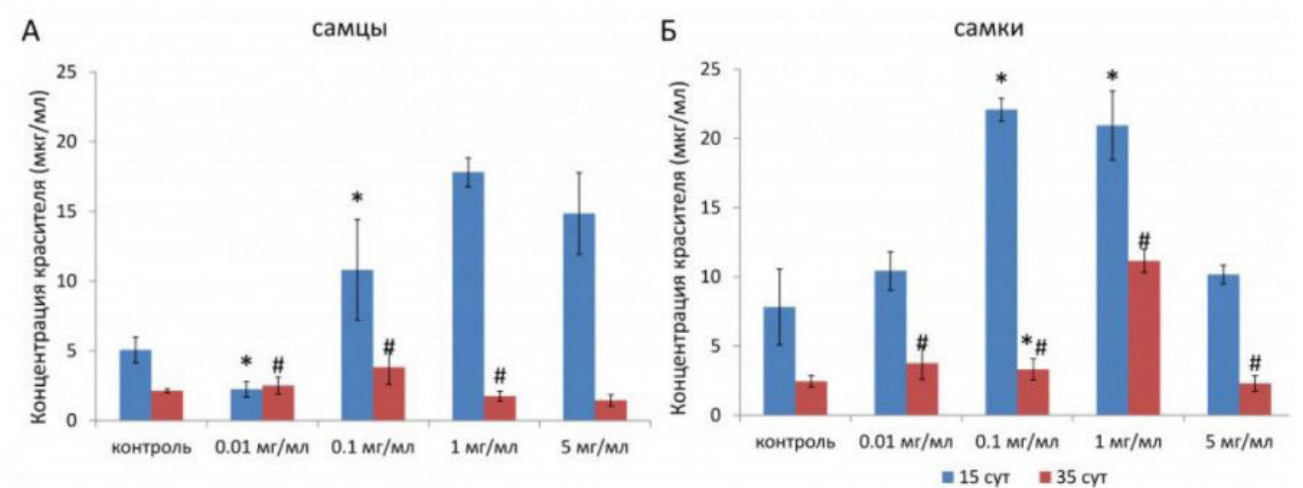 А
самцы
Концентрация красителя (мкг/мл)
25
20
15
10
5
0
*
*
#
#
#
контроль 0.01 мг/мл 0.1 мг/мл 1 мг/мл 5 мг/мл
Б
самки
Концентрация красителя (мкг/мл)
25
20
15
10
5
0
*
*
#
#
*#
#
контроль 0.01 мг/мл 0.1 мг/мл 1 мг/мл 5 мг/мл
15 сут 35 сут